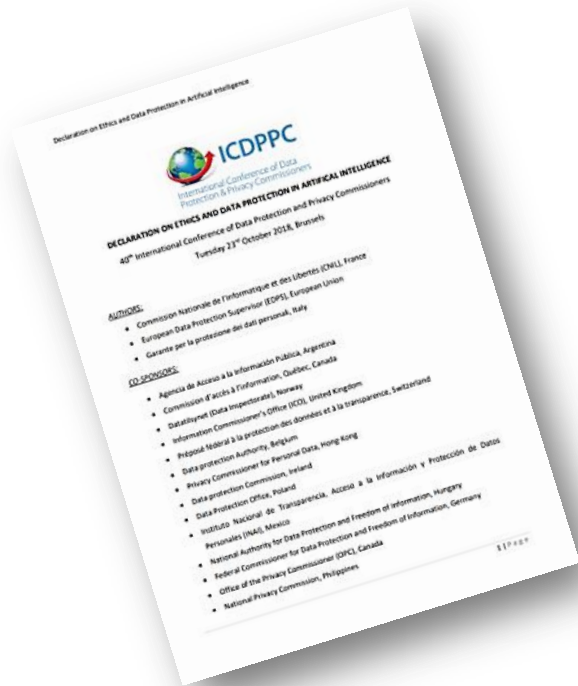 Declaration on Ethics and Data Protection in Artificial Intelligence
ICDPPC
International Conference of Data
Protection & Privacy Commissioners
DECLARATION ON ETHICS AND DATA PROTECTION IN ARTIFICAL INTELLIGENCE
40th International Conference of Data Protection and Privacy Commissioners
Tuesday 23rd October 2018, Brussels
AUTHORS:
• Commission Nationale de l'Informatique et des Libertés (CNIL), France
• European Data Protection Supervisor (EDPS), European Union
• Garante per la protezione dei dati personali, Italy
CO-SPONSORS:
• Agencia de Acceso a la Información Pública, Argentina
• Commission d'accès à l'information, Québec, Canada
• Datatilsynet (Data Inspectorate), Norway
• Information Commissioner's Office (ICO), United Kingdom
• Préposé fédéral à la protection des données et à la transparence, Switzerland
• Data protection Authority, Belgium
• Privacy Commissioner for Personal Data, Hong-Kong
• Data protection Commission, Ireland
• Data Protection Office, Poland
• Instituto Nacional de Transparencia, Acceso a la Información y Protección de Datos
Personales (INAI), Mexico
• National Authority for Data Protection and Freedom of Information, Hungary
• Federal Commissioner for Data Protection and Freedom of Information, Germany
• Office of the Privacy Commissioner (OPC), Canada
• National Privacy Commission, Philippines
1 | Page